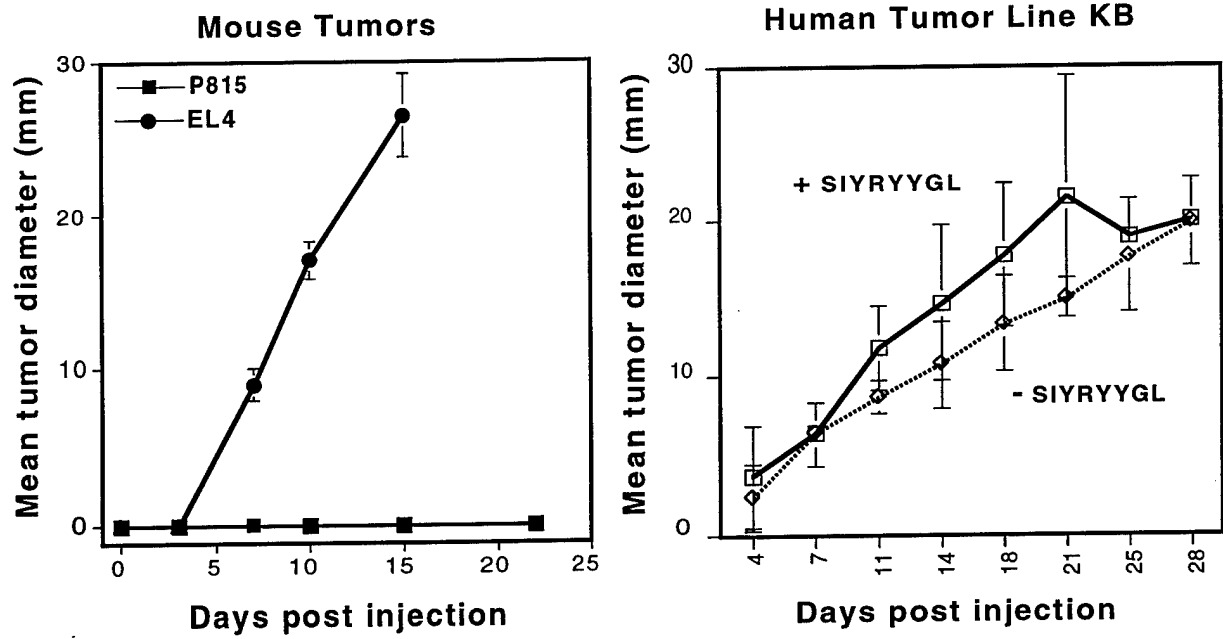 Mouse Tumors
Mean tumor diameter (mm)
30
20
10
0
P815
EL4
0 5 10 15 20 25
Days post injection
Human Tumor Line KB
Mean tumor diameter (mm)
30
20
10
0
+ SIYRYYGL
- SIYRYYGL
4 7 11 14 18 21 25 28
Days post injection